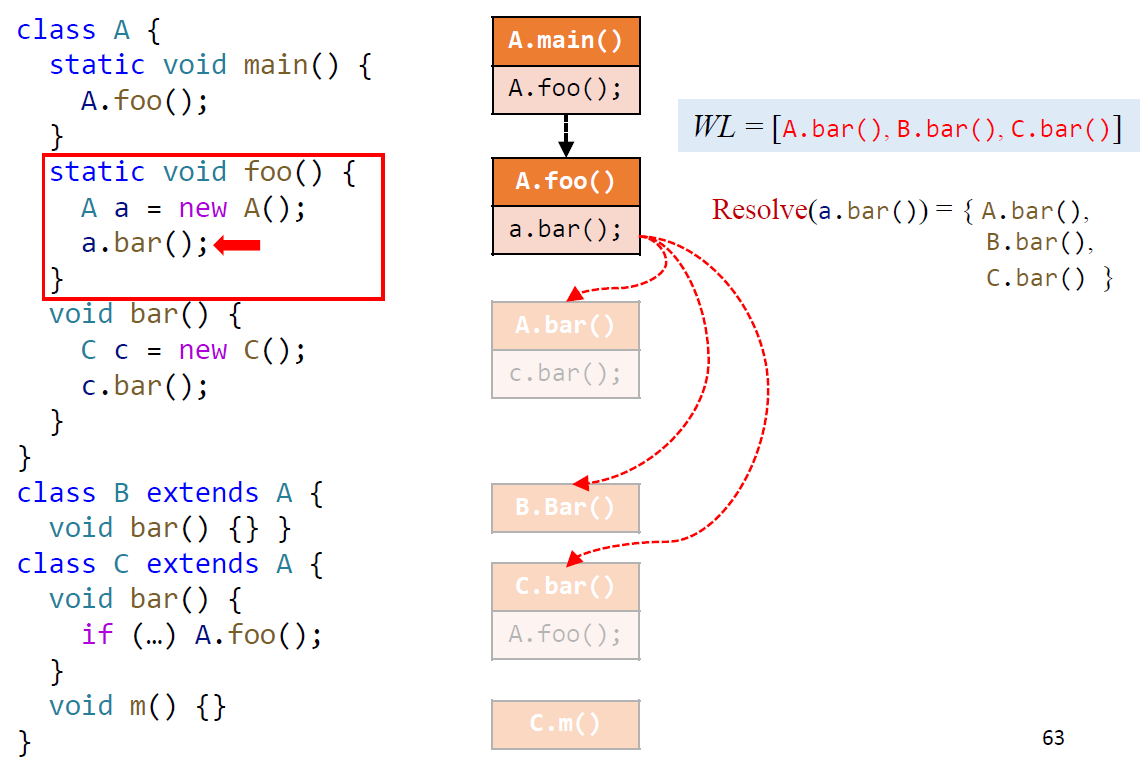 class A {
static void main() {
A.foo();
}
static void foo() {
A a = new A();
a.bar();
}
void bar() {
C c = new C();
c.bar();
}
}
class B extends A {
void bar() {} }
class C extends A {
void bar() {
if (…) A.foo();
}
void m() {}
}
A.main()
A.foo();
A.foo()
a.bar();
A.bar()
c.bar();
B.Bar()
C.bar()
A.foo();
C.m()
WL = [A.bar(), B.bar(), C.bar()]
Resolve(a.bar()) = { A.bar(),
B.bar(),
C.bar() }
63